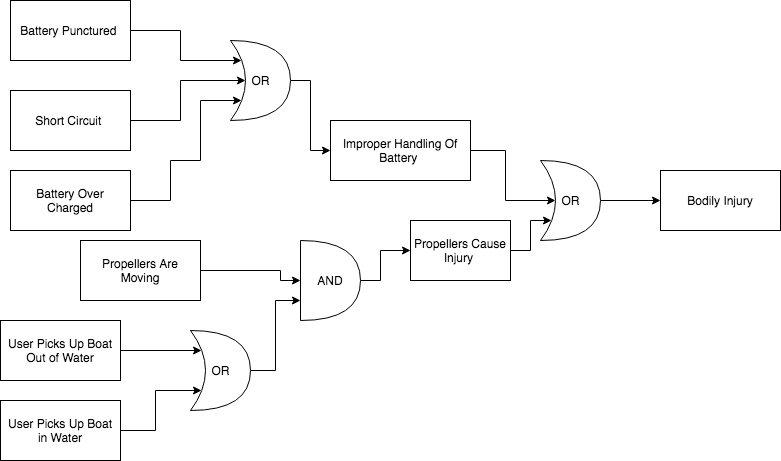 Battery Punctured
OR
Short Circuit
Improper Handling Of
Battery
Battery Over
Charged
OR
Bodily Injury
Propellers Are
Moving
AND
Propellers Cause
Injury
User Picks Up Boat
Out of Water
OR
User Picks Up Boat
in Water